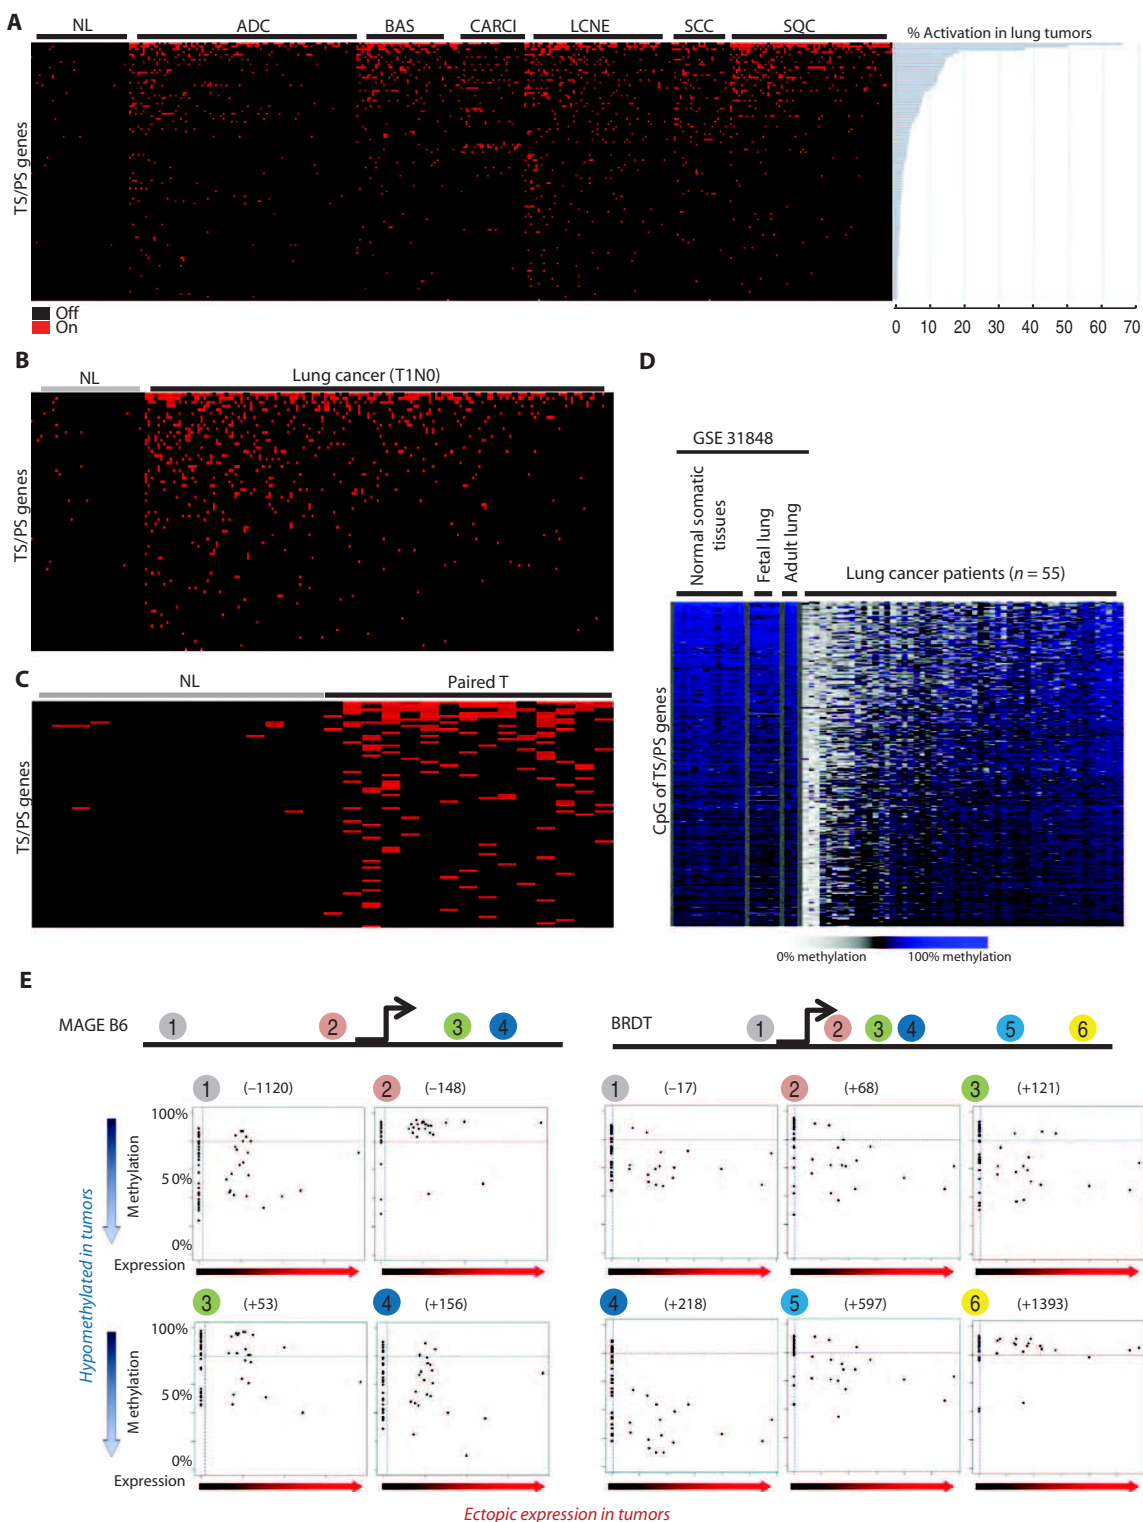 A
NL ADC BAS CARCI LCNE SCC SQC
% Activation in lung tumors
TS/PS genes
Off
On
0 10 20 30 40 50 60 70
B
NL Lung cancer (T1N0)
TS/PS genes
C
NL Paired T
TS/PS genes
D
GSE 31848
Normal somatic tissues
Fetal lung
Adult lung
Lung cancer patients (n = 55)
CpG of TS/PS genes
0% methylation 100% methylation
E
MAGE B6 1 2 3 4
BRDT 1 2 3 4 5 6
1 (–1120) 2 (–148) 1 (–17) 2 (+68) 3 (+121)
100%
50%
0%
Methylation
Expression
3 (+53) 4 (+156) 4 (+218) 5 (+597) 6 (+1393)
100%
50%
0%
Methylation
Expression
Hypomethylated in tumors
Ectopic expression in tumors